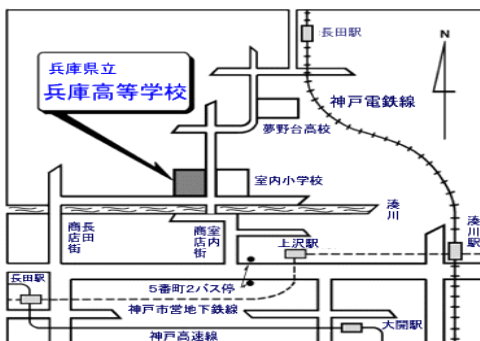 長田駅
N
兵庫県立
兵庫高等学校
神戸電鉄線
夢野台高校
室内小学校
湊川
長田
商店街
室内
商店街
湊川駅
上沢駅
長田駅
5番町2バス停
神戸市営地下鉄線
大開駅
神戸高速線